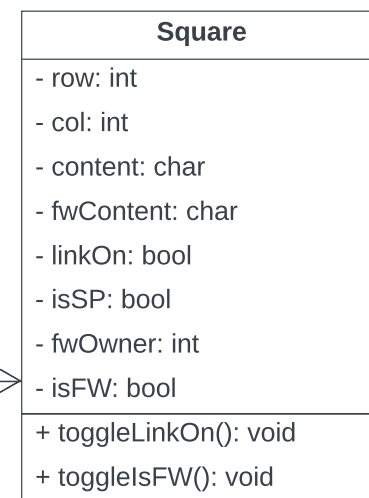 Square
- row: int
- col: int
- content: char
- fwContent: char
- linkOn: bool
- isSP: bool
- fwOwner: int
- isFW: bool
+ toggleLinkOn(): void
+ toggleIsFW(): void